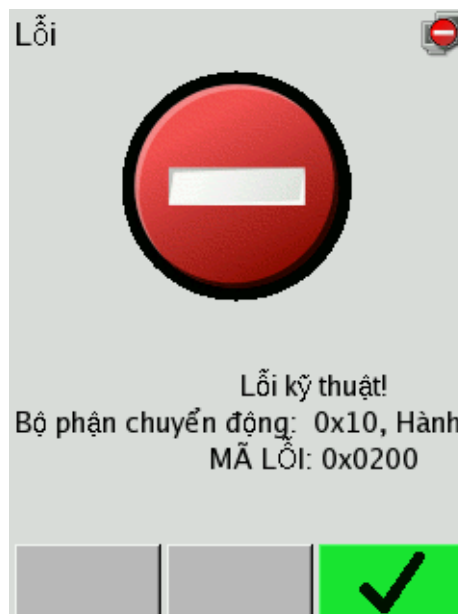 Lỗi
Lỗi kỹ thuật!
Bộ phận chuyển động: 0x10, Hành
MÃ LỖI: 0x0200